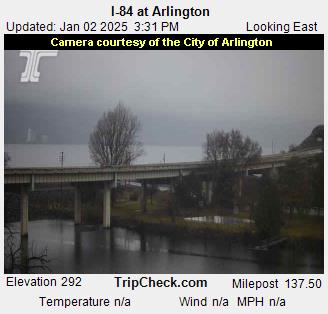 I-84 at Arlington
Updated: Jan 02 2025 3:31 PM Looking East
Camera courtesy of the City of Arlington
Elevation 292 TripCheck.com Milepost 137.50
Temperature n/a Wind n/a MPH n/a